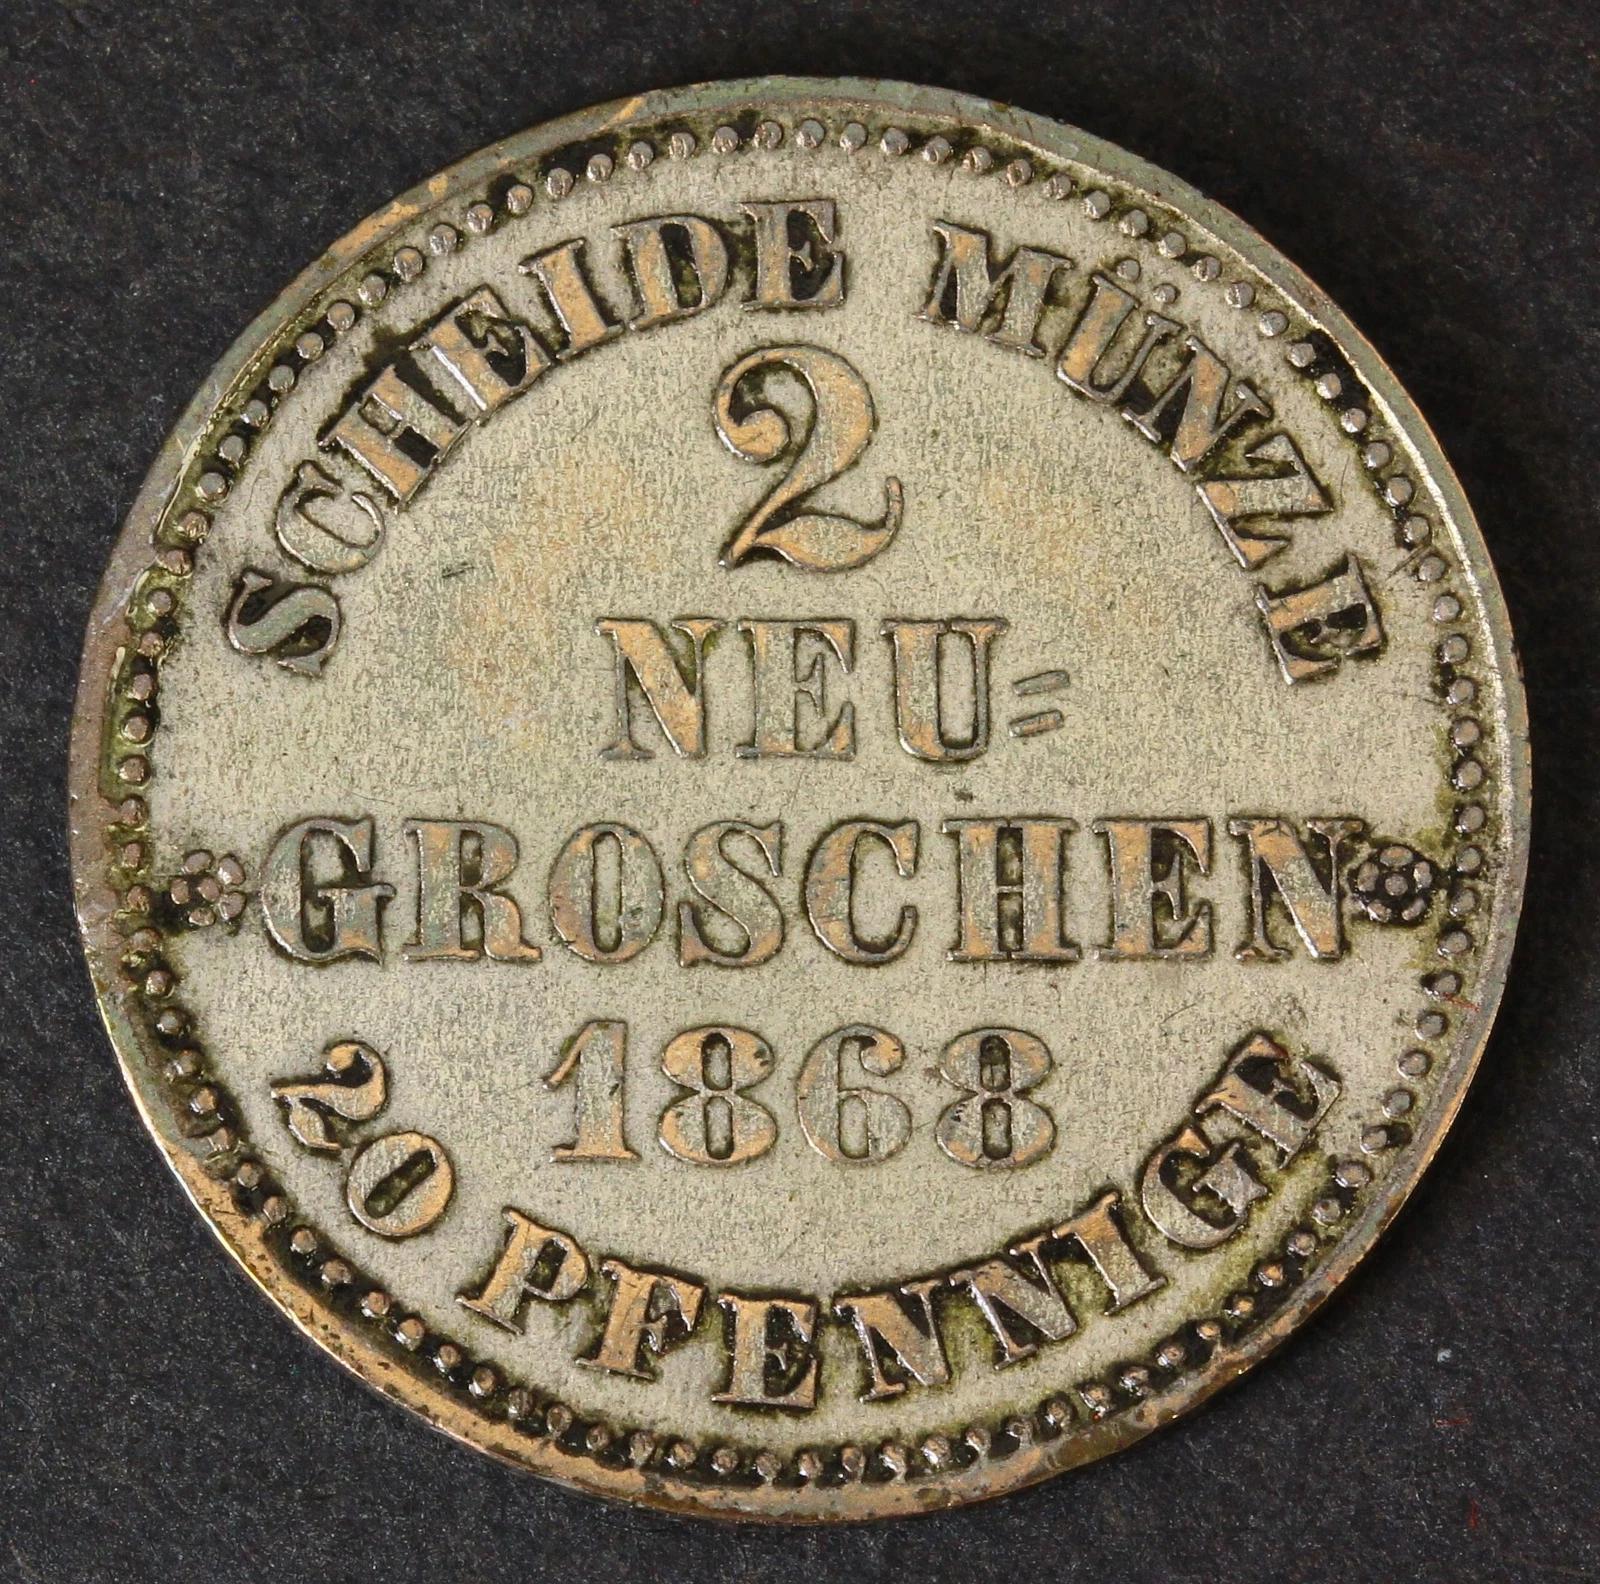 SCHEIDE MÜNZE
2
NEU=
GROSCHEN
1868
20 PFENNIGE